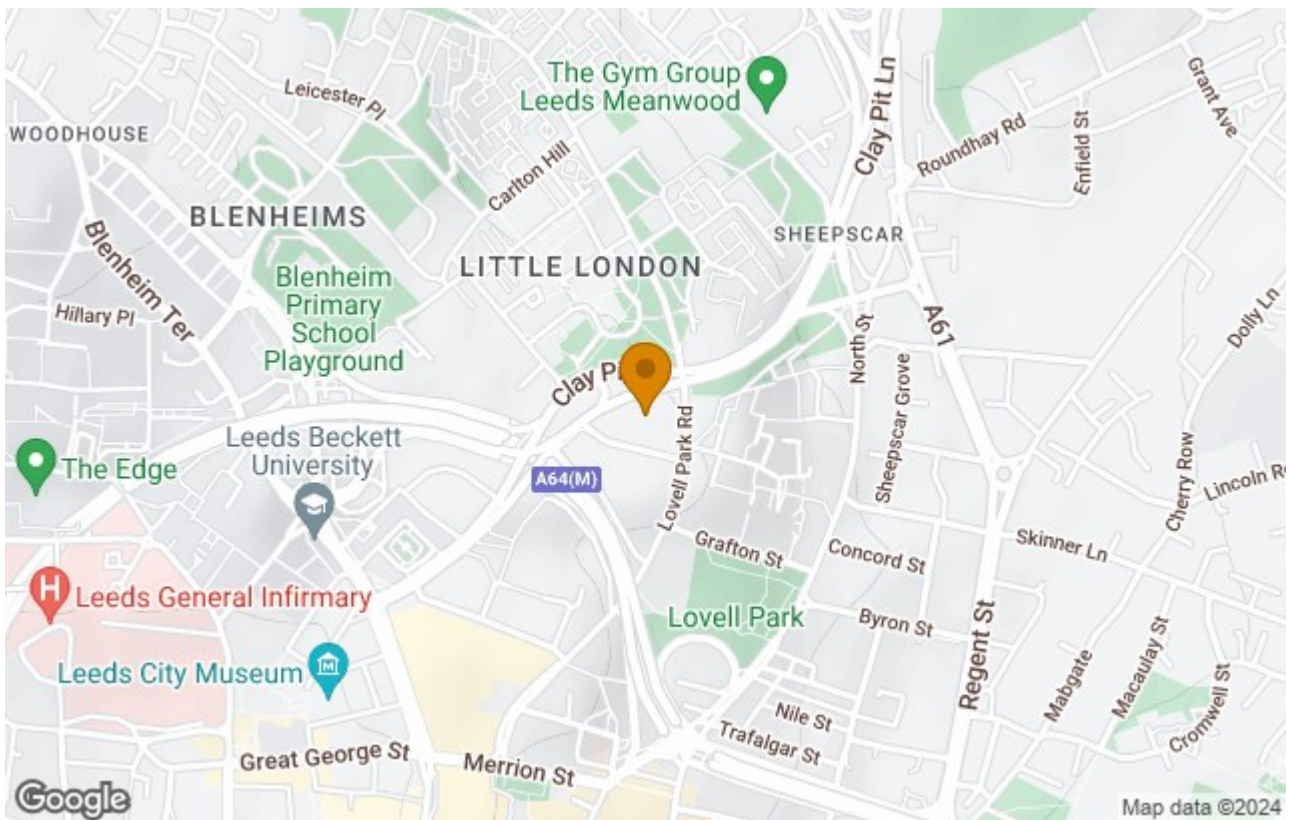 The Gym Group
Leeds Meanwood
Clay Pit Ln
Grant Ave
Leicester Pl
WOODHOUSE
Roundhay Rd
Enfield St
Carlton Hill
BLENHEIMS
SHEEPSCAR
LITTLE LONDON
Blenheim Ter
Blenheim
Primary
School
Playground
Hillary Pl
Dolly Ln
A61
North St
Clay Pi
Sheepscar Grove
Leeds Beckett
University
The Edge
A64(M)
Lovell Park Rd
Cherry Row
Lincoln R
Skinner Ln
Grafton St
Concord St
H
Leeds General Infirmary
Lovell Park
Byron St
Regent St
Macaulay St
Mabgate
Cromwell St
Leeds City Museum
M
Nile St
Trafalgar St
Great George St
Merrion St
Google
Map data ©2024